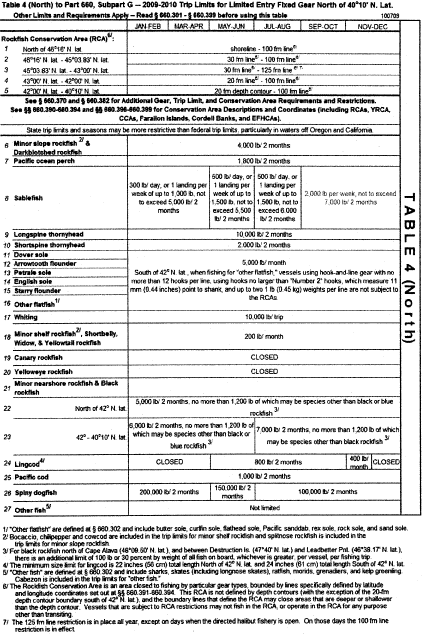 Table 4 (North) to Part 660, Subpart G -- 2009-2010 Trip Limits for Limited Entry Fixed Gear North of 40°10' N. Lat.
Other Limits and Requirements Apply -- Read § 660.301 - § 660.399 before using this table 100709
JAN-FEB MAR-APR MAY-JUN JUL-AUG SEP-OCT NOV-DEC
Rockfish Conservation Area (RCA)6/:
1 North of 46°16' N. lat. shoreline - 100 fm line6/
2 46°16' N. lat. - 45°03.83' N. lat. 30 fm line6/ - 100 fm line6/
3 45°03.83' N. lat. - 43°00' N. lat. 30 fm line6/ - 125 fm line6/ 7/
4 43°00' N. lat. - 42°00' N. lat. 20 fm line6/ - 100 fm line6/
5 42°00' N. lat. - 40°10' N. lat. 20 fm depth contour - 100 fm line6/
See § 660.370 and § 660.382 for Additional Gear, Trip Limit, and Conservation Area Requirements and Restrictions.
See §§ 660.390-660.394 and §§ 660.396-660.399 for Conservation Area Descriptions and Coordinates (including RCAs, YRCA,
CCAs, Farallon Islands, Cordell Banks, and EFHCAs).
State trip limits and seasons may be more restrictive than federal trip limits, particularly in waters off Oregon and California.
6 Minor slope rockfish 2/ &
Darkblotched rockfish 4,000 lb/ 2 months
7 Pacific ocean perch 1,800 lb/ 2 months
8 Sablefish
300 lb/ day, or 1 landing per
week of up to 1,000 lb, not
to exceed 5,000 lb/ 2
months
500 lb/ day, or
1 landing per
week of up to
1,500 lb, not
to exceed 5,500
lb/ 2 months
500 lb/ day, or
1 landing per
week of up to
1,500 lb, not to
exceed 6,000
lb/ 2 months
2,000 lb per week, not to exceed
7,000 lb/ 2 months
9 Longspine thornyhead 10,000 lb/ 2 months
10 Shortspine thornyhead 2,000 lb/ 2 months
11 Dover sole
12 Arrowtooth flounder
13 Petrale sole
14 English sole
15 Starry flounder
16 Other flatfish1/
5,000 lb/ month
South of 42° N. lat., when fishing for "other flatfish," vessels using hook-and-line gear with no
more than 12 hooks per line, using hooks no larger than "Number 2" hooks, which measure 11
mm (0.44 inches) point to shank, and up to two 1 lb (0.45 kg) weights per line are not subject to
the RCAs.
17 Whiting 10,000 lb/ trip
18 Minor shelf rockfish2/, Shortbelly,
Widow, & Yellowtail rockfish 200 lb/ month
19 Canary rockfish CLOSED
20 Yelloweye rockfish CLOSED
21 Minor nearshore rockfish & Black
rockfish
22 North of 42° N. lat. 5,000 lb/ 2 months, no more than 1,200 lb of which may be species other than black or blue
rockfish 3/
23 42° - 40°10' N. lat.
6,000 lb/ 2 months, no more than 1,200 lb of
which may be species other than black or
blue rockfish 3/
7,000 lb/ 2 months, no more than 1,200 lb of which
may be species other than black rockfish 3/
24 Lingcod4/ CLOSED 800 lb/ 2 months 400 lb/
month CLOSED
25 Pacific cod 1,000 lb/ 2 months
26 Spiny dogfish 200,000 lb/ 2 months 150,000 lb/ 2
months 100,000 lb/ 2 months
27 Other fish5/ Not limited
TABLE 4 (North)
1/ "Other flatfish" are defined at § 660.302 and include butter sole, curlfin sole, flathead sole, Pacific sanddab, rex sole, rock sole, and sand sole.
2/ Bocaccio, chilipepper and cowcod are included in the trip limits for minor shelf rockfish and splitnose rockfish is included in the
trip limits for minor slope rockfish.
3/ For black rockfish north of Cape Alava (48°09.50' N. lat.), and between Destruction Is. (47°40' N. lat.) and Leadbetter Pnt. (46°38.17' N. lat.),
there is an additional limit of 100 lb or 30 percent by weight of all fish on board, whichever is greater, per vessel, per fishing trip.
4/ The minimum size limit for lingcod is 22 inches (56 cm) total length North of 42° N. lat. and 24 inches (61 cm) total length South of 42° N. lat.
5/ "Other fish" are defined at § 660.302 and include sharks, skates (including longnose skates), ratfish, morids, grenadiers, and kelp greenling.
Cabezon is included in the trip limits for "other fish."
6/ The Rockfish Conservation Area is an area closed to fishing by particular gear types, bounded by lines specifically defined by latitude
and longitude coordinates set out at §§ 660.391-660.394. This RCA is not defined by depth contours (with the exception of the 20-fm
depth contour boundary south of 42° N. lat.), and the boundary lines that define the RCA may close areas that are deeper or shallower
than the depth contour. Vessels that are subject to RCA restrictions may not fish in the RCA, or operate in the RCA for any purpose
other than transiting.
7/ The 125 fm line restriction is in place all year, except on days when the directed halibut fishery is open. On those days the 100 fm line
restriction is in effect.